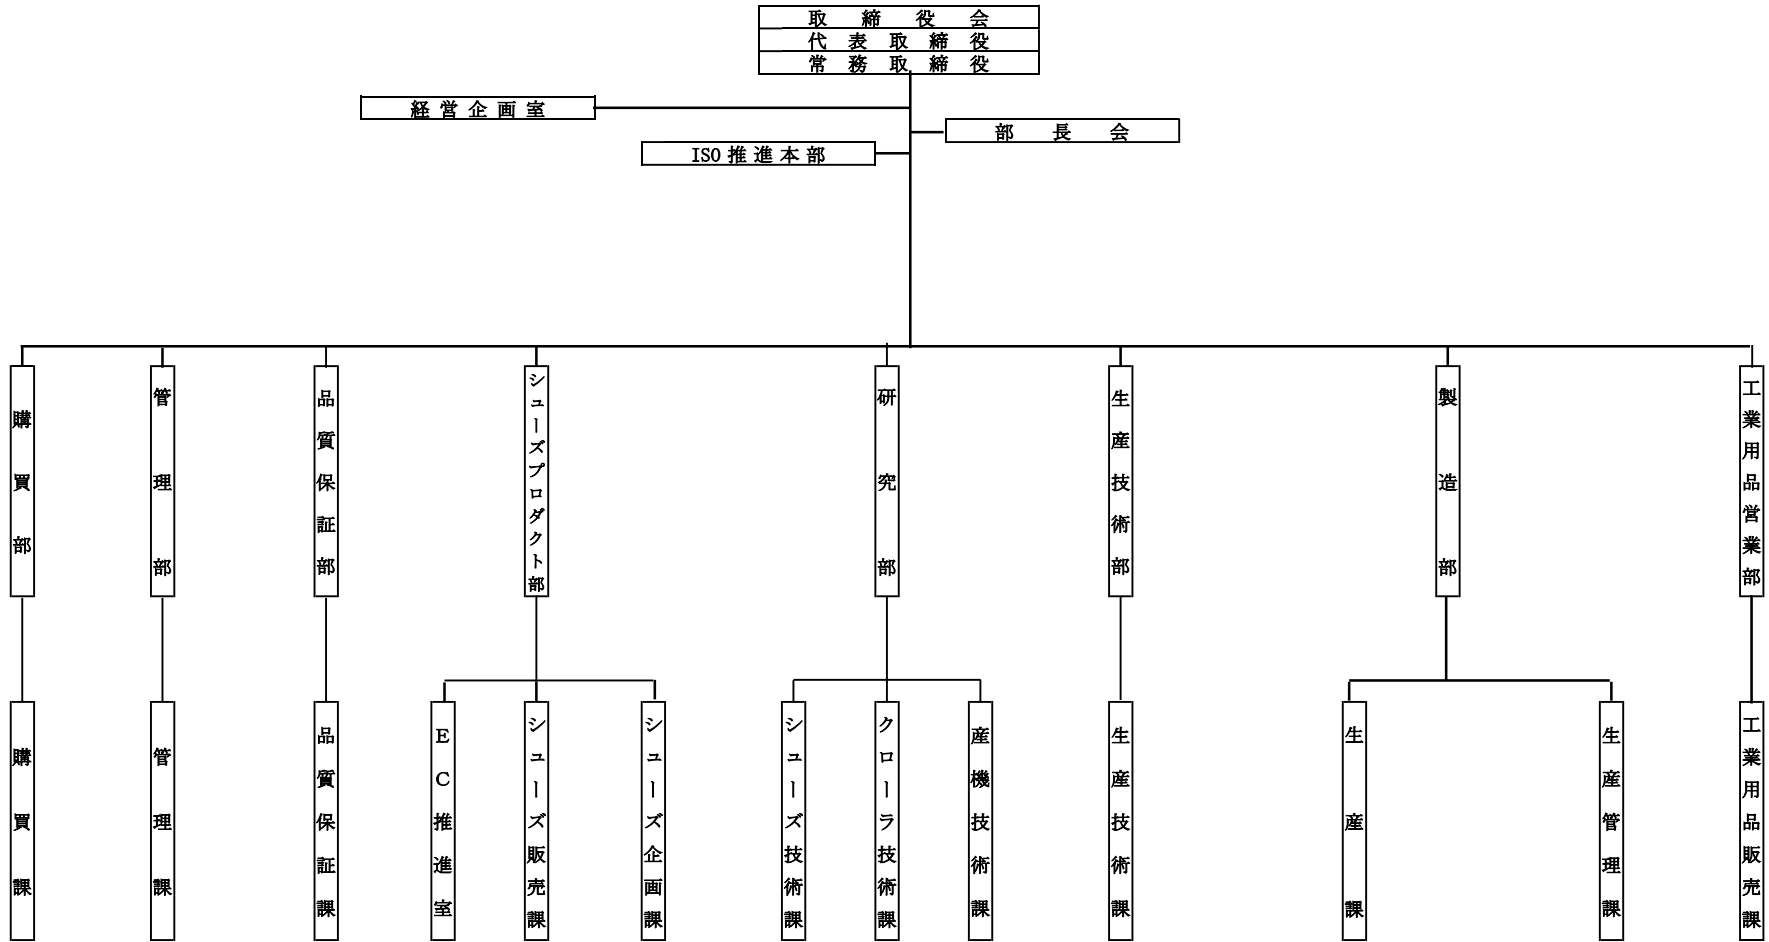 取締役会
代表取締役
常務取締役
経営企画室
部長会
ISO推進本部
購買部
管理部
品質保証部
シューズプロダクト部
研究部
生産技術部
製造部
工業用品営業部
購買課
管理課
品質保証課
ＥＣ推進室
シューズ販売課
シューズ企画課
シューズ技術課
クローラ技術課
産機技術課
生産技術課
生産課
生産管理課
工業用品販売課